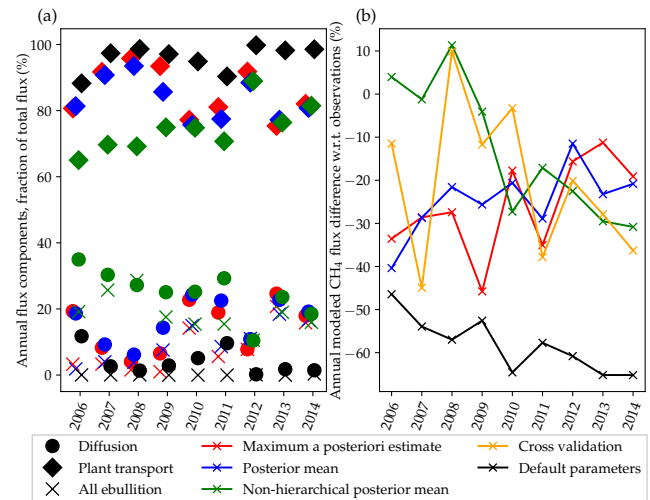 (a)
(b)
Annual flux components, fraction of total flux (%)
100
80
60
40
20
0
2006
2007
2008
2009
2010
2011
2012
2013
2014
Annual modeled CH₄ flux difference w.r.t. observations (%)
10
0
−10
−20
−30
−40
−50
−60
2006
2007
2008
2009
2010
2011
2012
2013
2014
Diffusion
Plant transport
All ebullition
Maximum a posteriori estimate
Posterior mean
Non-hierarchical posterior mean
Cross validation
Default parameters